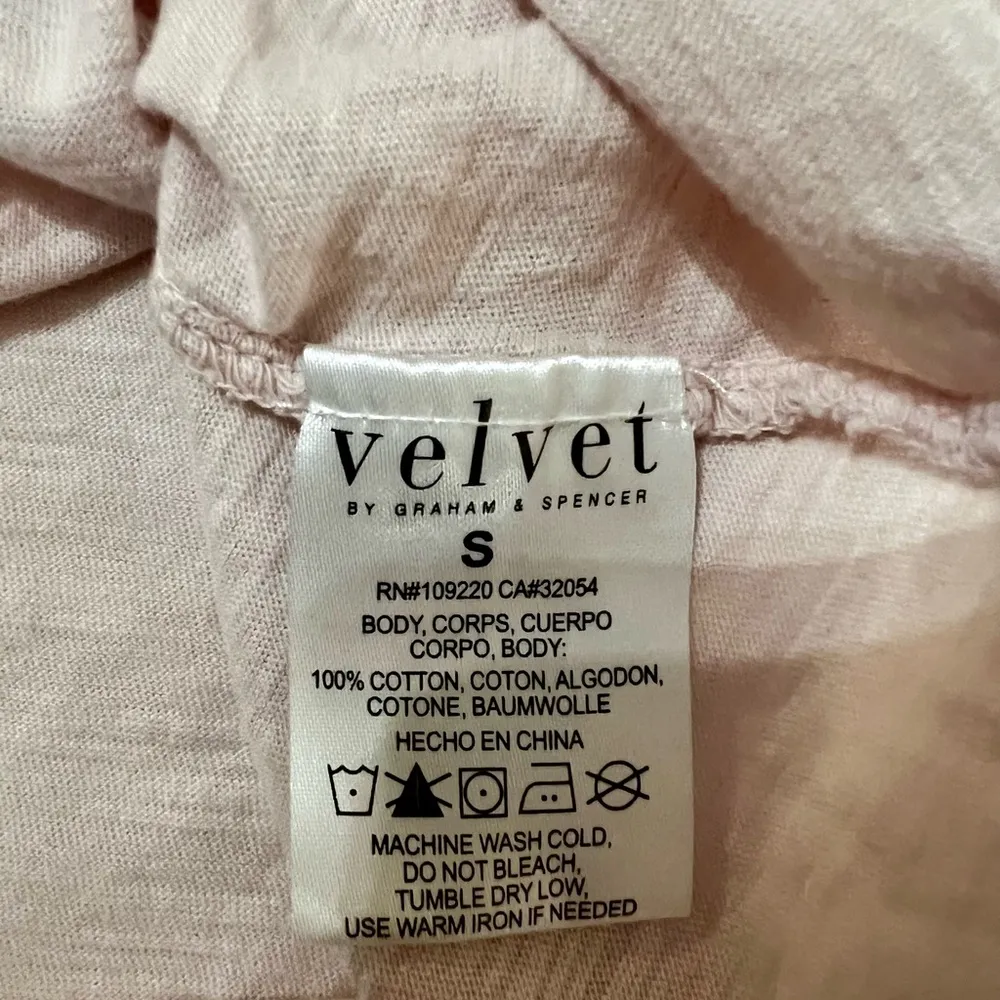 velvet
BY GRAHAM & SPENCER
S
RN#109220 CA#32054
BODY, CORPS, CUERPO
CORPO, BODY:
100% COTTON, COTON, ALGODON,
COTONE, BAUMWOLLE
HECHO EN CHINA
MACHINE WASH COLD,
DO NOT BLEACH,
TUMBLE DRY LOW,
USE WARM IRON IF NEEDED